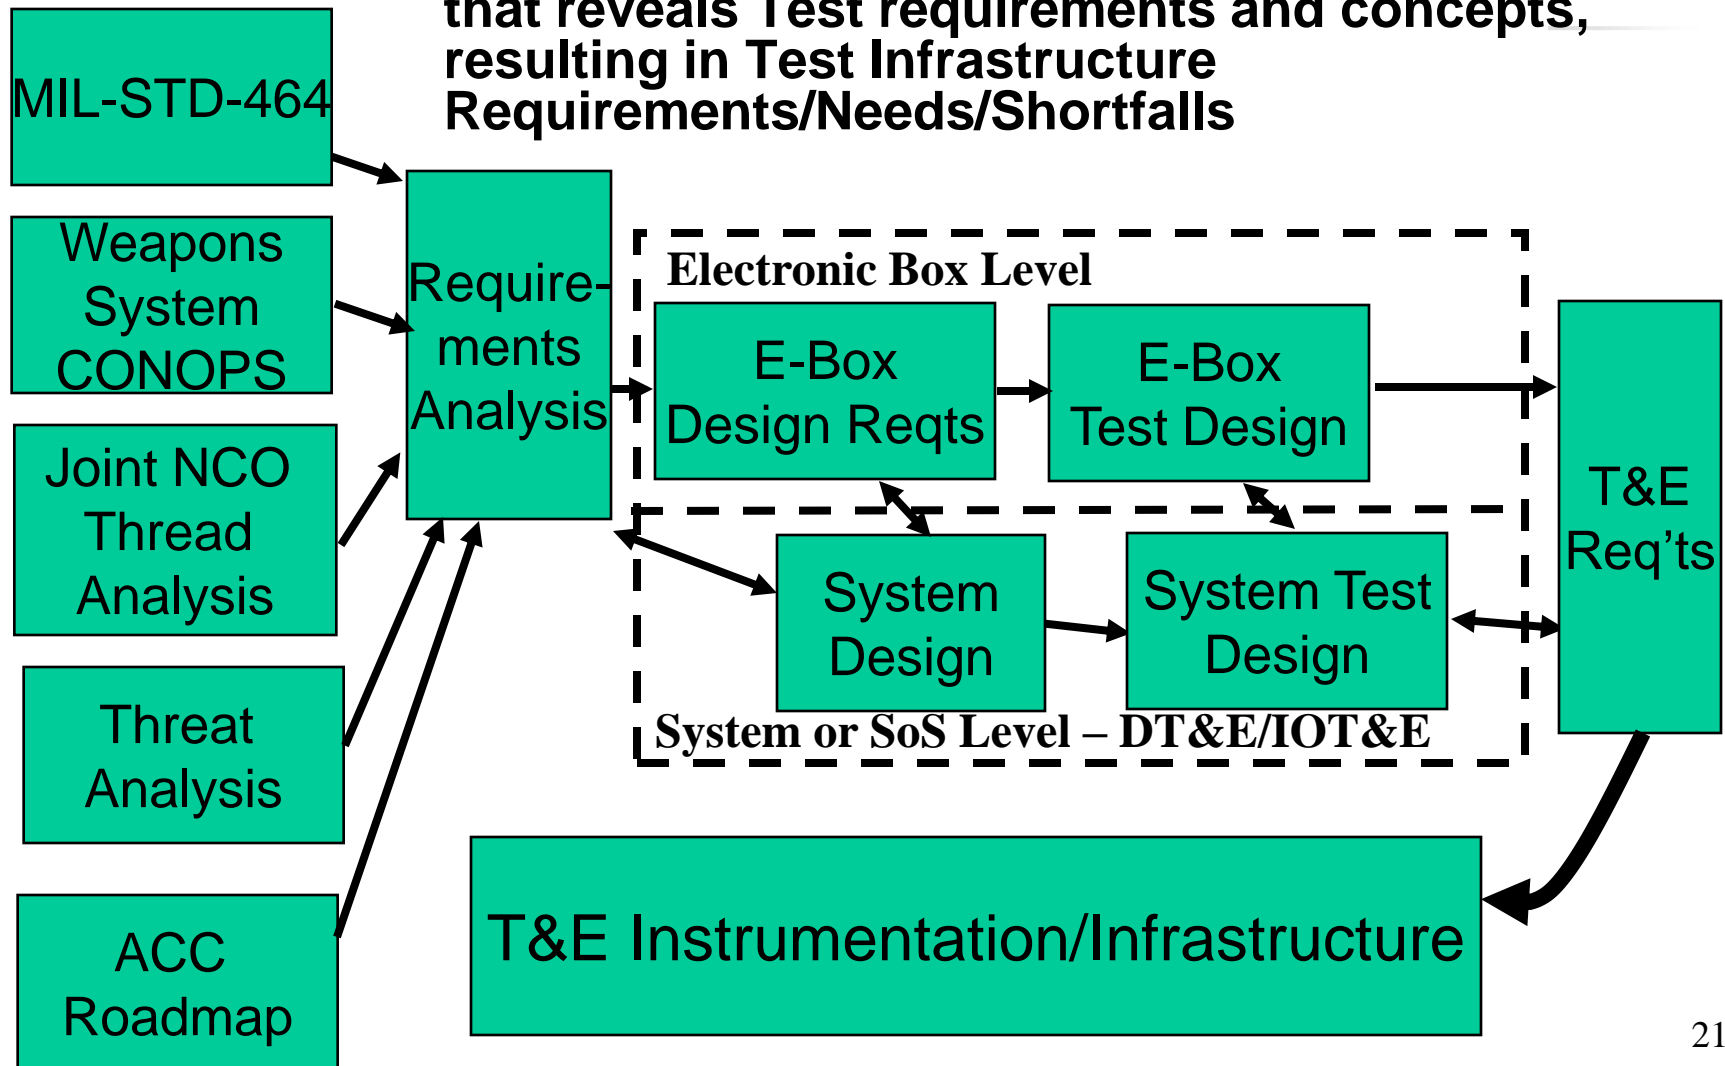 that reveals Test requirements and concepts,
resulting in Test Infrastructure
Requirements/Needs/Shortfalls
MIL-STD-464
Weapons
System
CONOPS
Joint NCO
Thread
Analysis
Threat
Analysis
ACC
Roadmap
Require-
ments
Analysis
Electronic Box Level
E-Box
Design Reqts
E-Box
Test Design
System
Design
System Test
Design
System or SoS Level – DT&E/IOT&E
T&E
Req’ts
T&E Instrumentation/Infrastructure
21